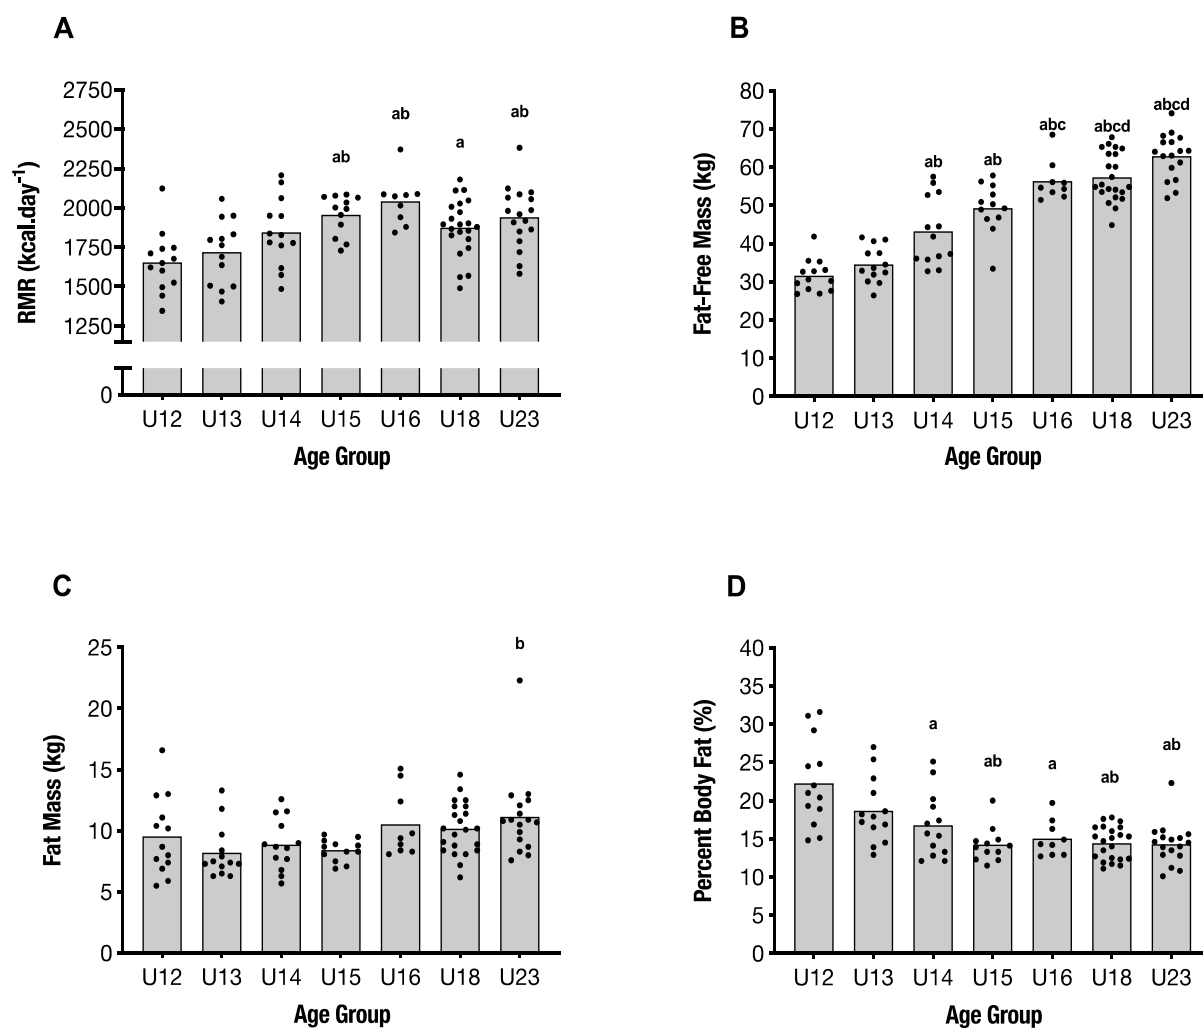 A
RMR (kcal.day⁻¹)
2750
2500
2250
2000
1750
1500
1250
0
ab
ab
a
ab
U12 U13 U14 U15 U16 U18 U23
Age Group
B
Fat-Free Mass (kg)
80
70
60
50
40
30
20
10
0
ab
ab
abc
abcd
abcd
U12 U13 U14 U15 U16 U18 U23
Age Group
C
Fat Mass (kg)
25
20
15
10
5
0
b
U12 U13 U14 U15 U16 U18 U23
Age Group
D
Percent Body Fat (%)
40
35
30
25
20
15
10
5
0
a
ab
a
ab
ab
U12 U13 U14 U15 U16 U18 U23
Age Group